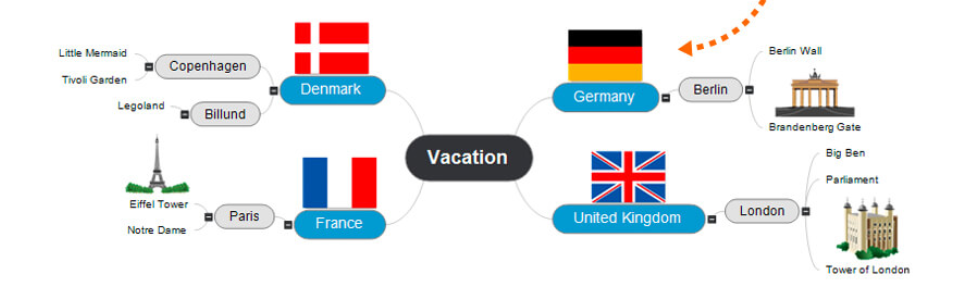 Vacation
Denmark
Copenhagen
Little Mermaid
Tivoli Garden
Billund
Legoland
France
Paris
Eiffel Tower
Notre Dame
Germany
Berlin
Berlin Wall
Brandenberg Gate
United Kingdom
London
Big Ben
Parliament
Tower of London